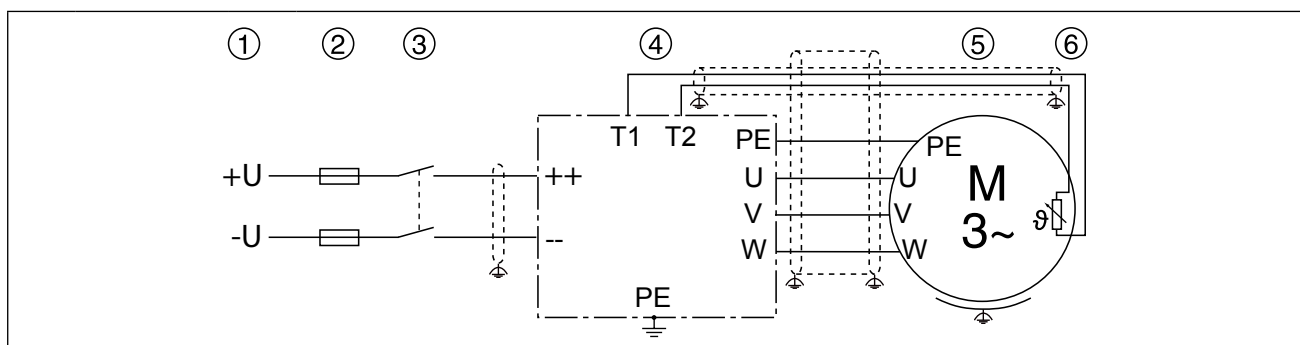 ① ② ③ ④ ⑤ ⑥
T1 T2
PE PE
+U ++ U U
M
V V
3~ ϑ
-U -- W W
PE